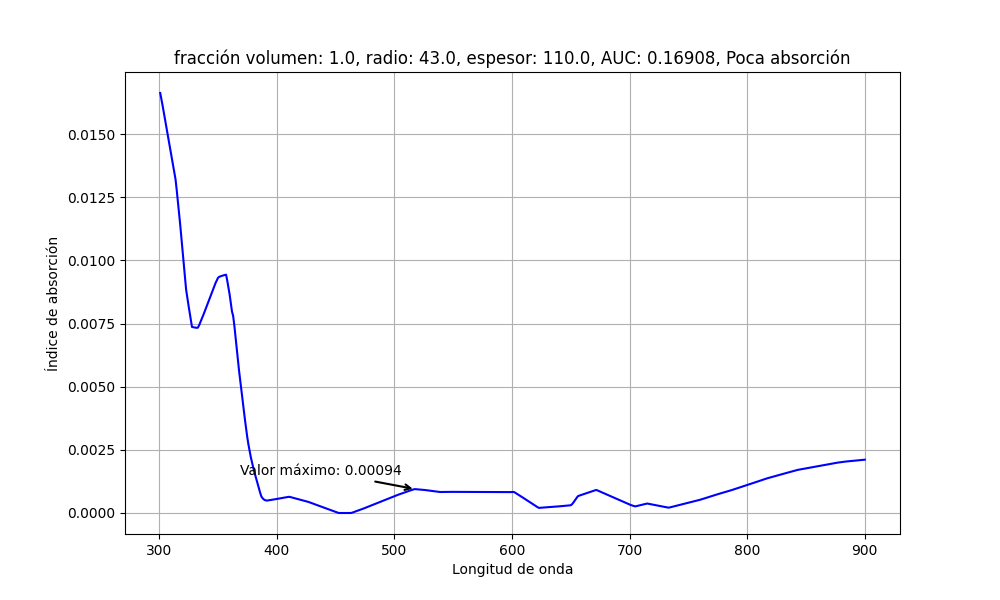 fracción volumen: 1.0, radio: 43.0, espesor: 110.0, AUC: 0.16908, Poca absorción
Índice de absorción
0.0150
0.0125
0.0100
0.0075
0.0050
0.0025
0.0000
Valor máximo: 0.00094
300 400 500 600 700 800 900
Longitud de onda